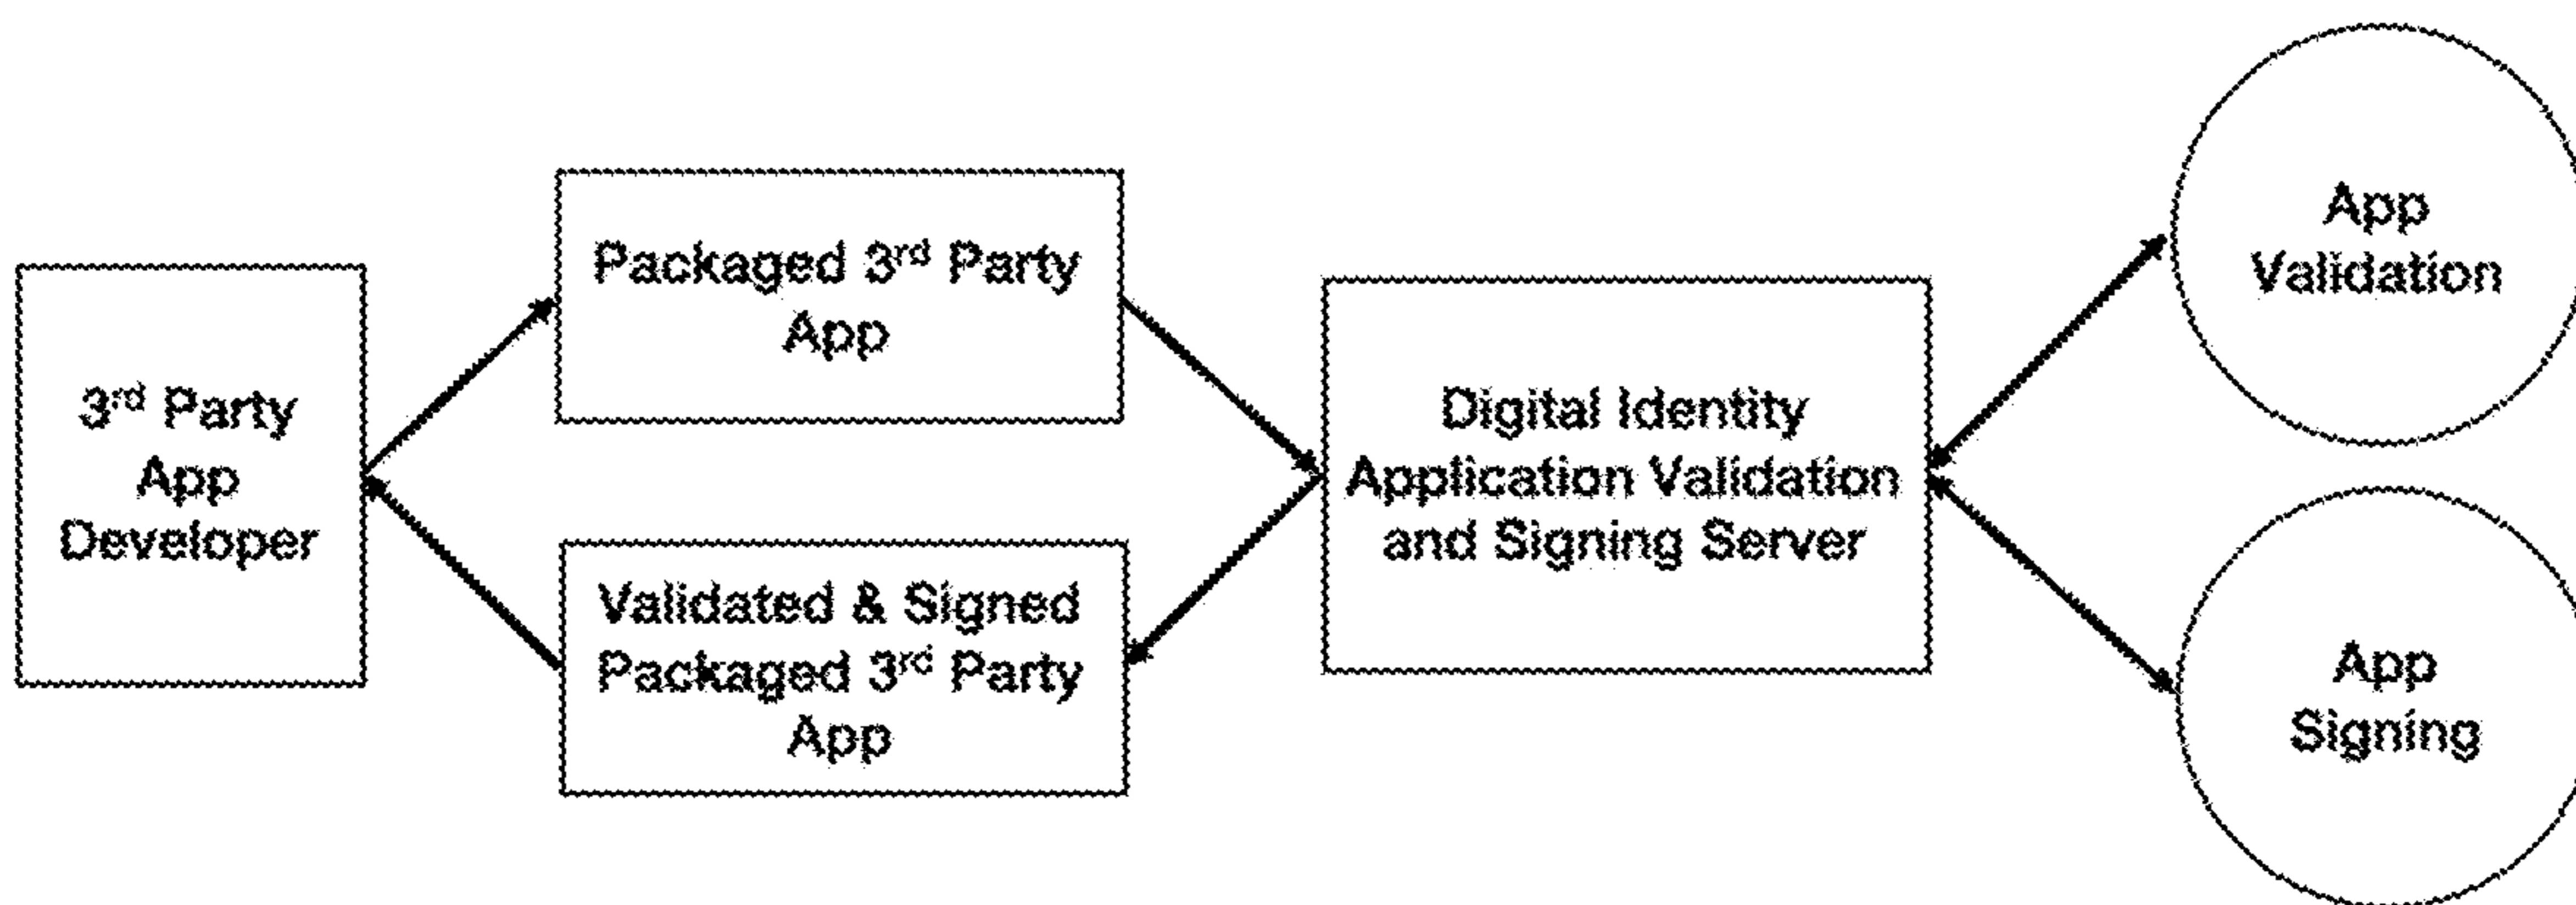 3rd Party
App
Developer
Packaged 3rd Party
App
Validated & Signed
Packaged 3rd Party
App
Digital Identity
Application Validation
and Signing Server
App
Validation
App
Signing